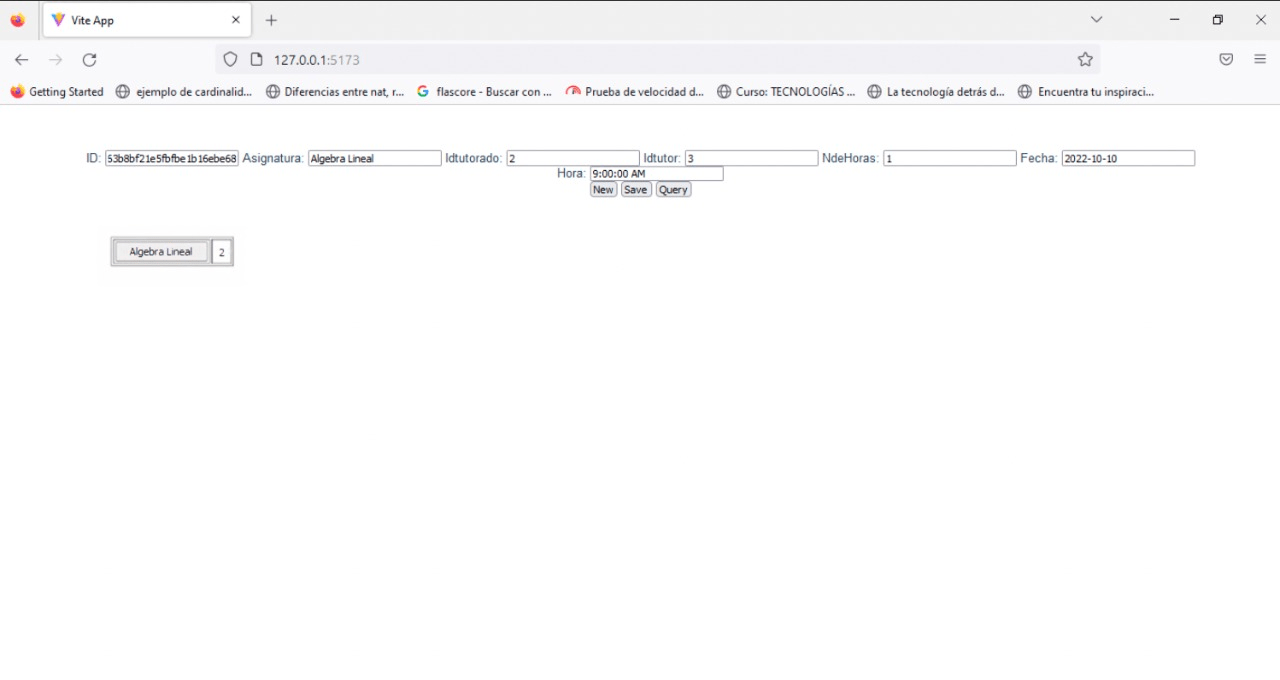 Vite App
127.0.0.1:5173
Getting Started ejemplo de cardinalid... Diferencias entre nat, r... flascore - Buscar con ... Prueba de velocidad d... Curso: TECNOLOGÍAS ... La tecnología detrás d... Encuentra tu inspiraci...
ID: 53b8bf21e5fbfbe1b16ebe68 Asignatura: Algebra Lineal Idtutorado: 2 Idtutor: 3 NdeHoras: 1 Fecha: 2022-10-10
Hora: 9:00:00 AM
New Save Query
Algebra Lineal 2